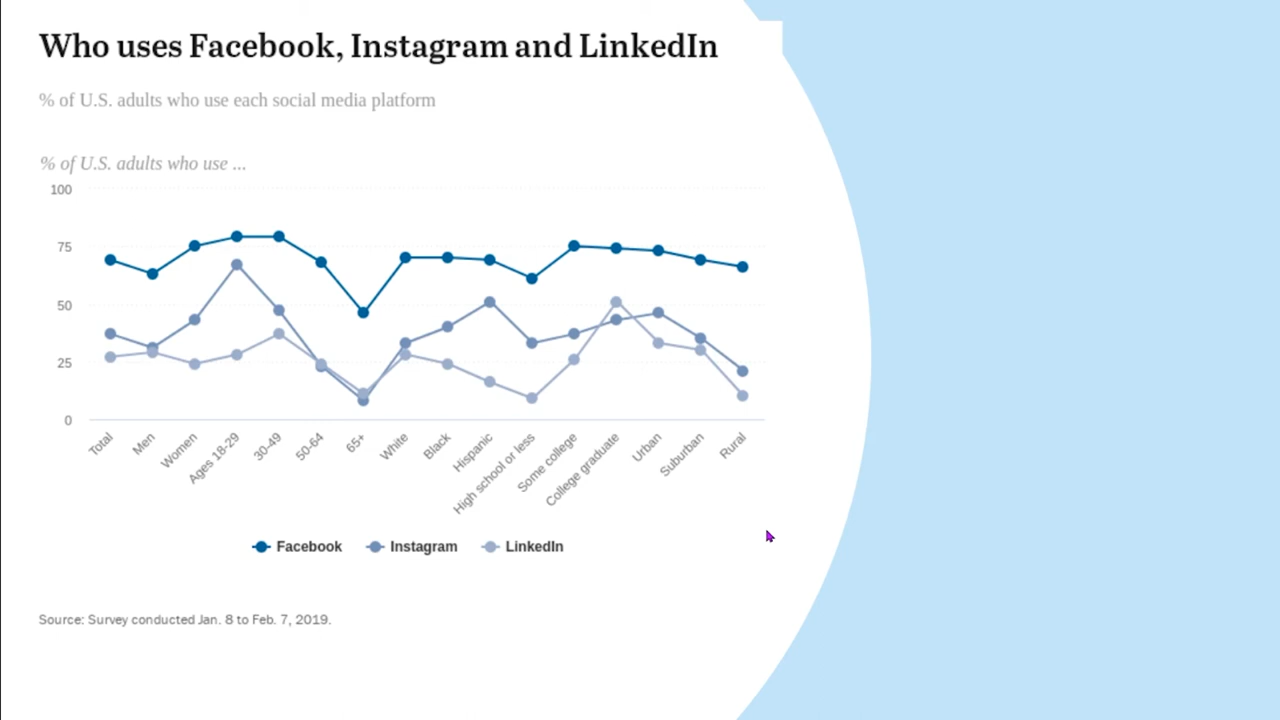 Who uses Facebook, Instagram and LinkedIn
% of U.S. adults who use each social media platform
% of U.S. adults who use ...
100
75
50
25
0
Total
Men
Women
Ages 18-29
30-49
50-64
65+
White
Black
Hispanic
High school or less
Some college
College graduate
Urban
Suburban
Rural
Facebook Instagram LinkedIn
Source: Survey conducted Jan. 8 to Feb. 7, 2019.